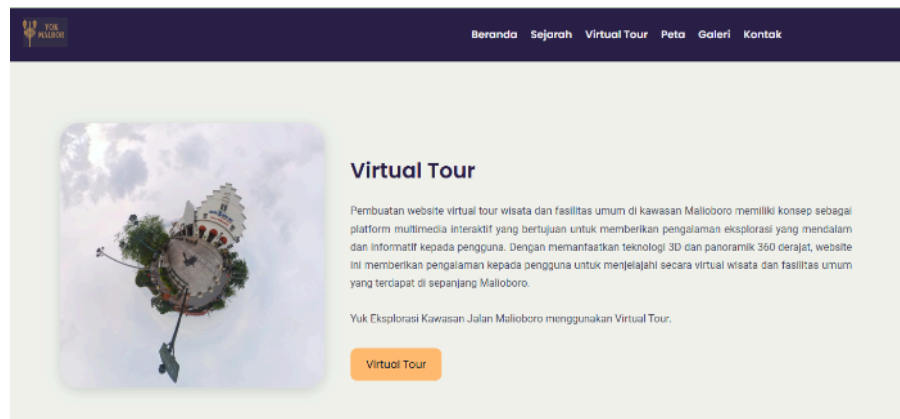 YOK
MALIBOR
Beranda Sejarah Virtual Tour Peta Galeri Kontak
Virtual Tour
Pembuatan website virtual tour wisata dan fasilitas umum di kawasan Malioboro memiliki konsep sebagai
platform multimedia interaktif yang bertujuan untuk memberikan pengalaman eksplorasi yang mendalam
dan informatif kepada pengguna. Dengan memanfaatkan teknologi 3D dan panoramik 360 derajat, website
ini memberikan pengalaman kepada pengguna untuk menjelajahi secara virtual wisata dan fasilitas umum
yang terdapat di sepanjang Malioboro.
Yuk Eksplorasi Kawasan Jalan Malioboro menggunakan Virtual Tour.
Virtual Tour